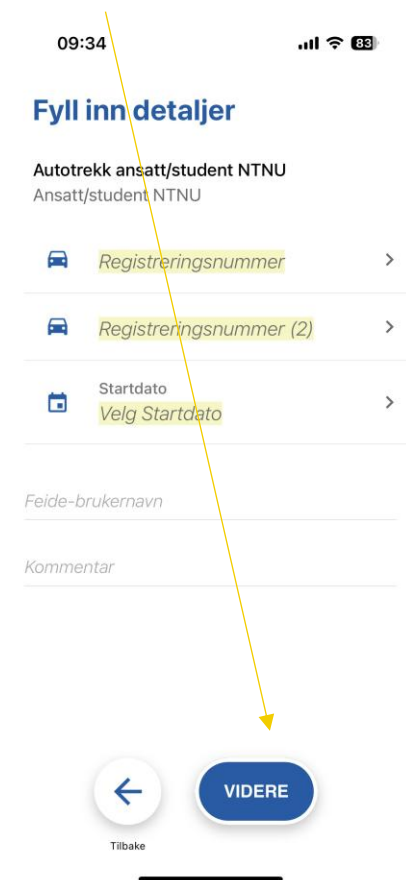 09:34
83
Fyll inn detaljer
Autotrekk ansatt/student NTNU
Ansatt/student NTNU
Registreringsnummer
Registreringsnummer (2)
Startdato
Velg Startdato
Feide-brukernavn
Kommentar
VIDERE
Tilbake